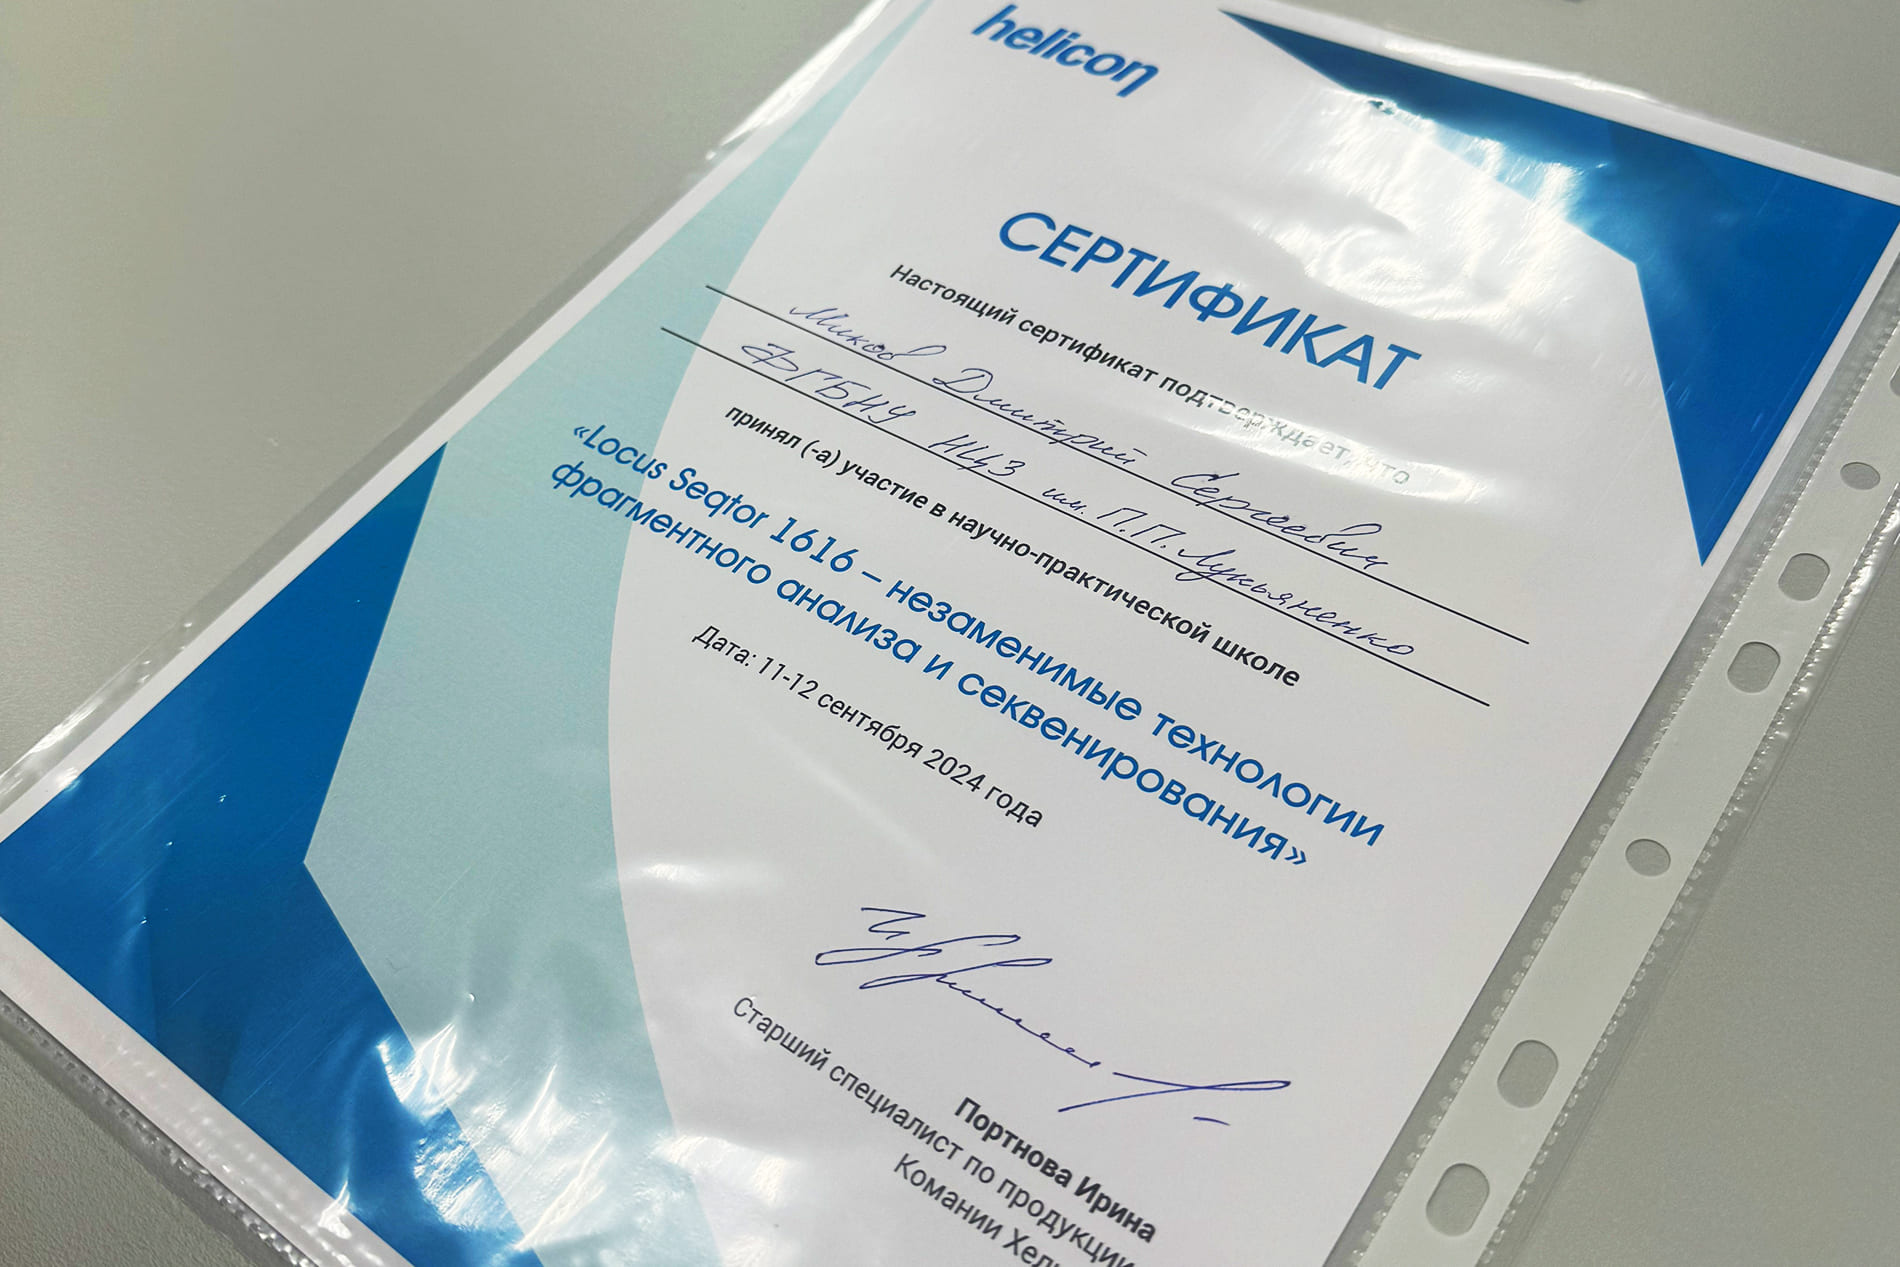 helicon
СЕРТИФИКАТ
Настоящий сертификат подтверждает, что
Миков Дмитрий Сергеевич
ФГБНУ НЦЗ им. П.П. Лукьяненко
принял (-а) участие в научно-практической школе
«Locus Seqtor 1616 – незаменимые технологии
фрагментного анализа и секвенирования»
Дата: 11-12 сентября 2024 года
Портнова Ирина
Старший специалист по продукции
Комании